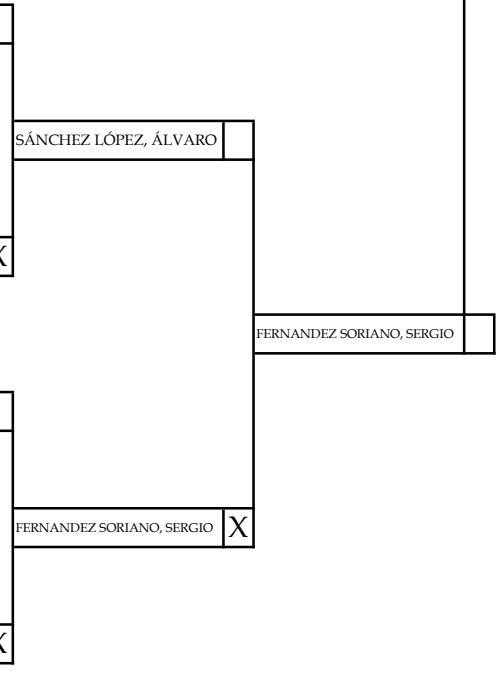 SÁNCHEZ LÓPEZ, ÁLVARO
X
FERNANDEZ SORIANO, SERGIO
FERNANDEZ SORIANO, SERGIO X
X